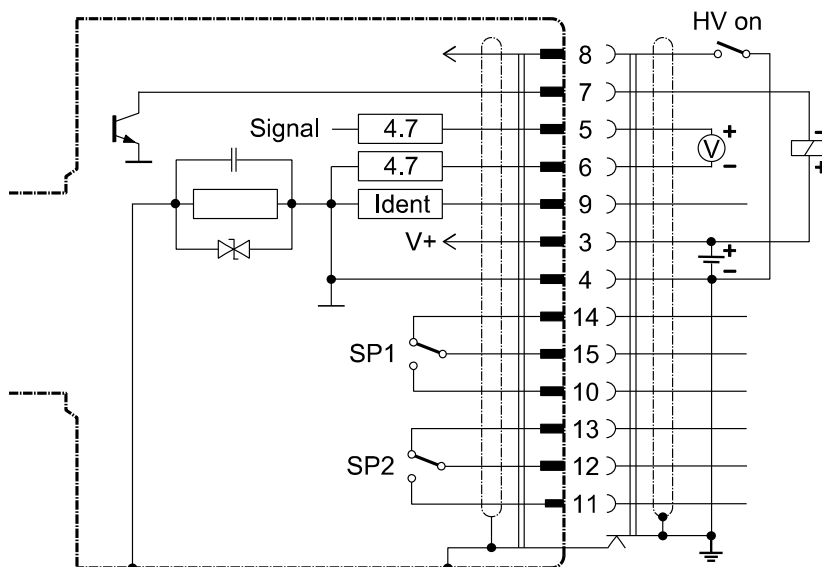 HV on
8
7
Signal 4.7 5 + V −
4.7 6 −
+
Ident 9
V+ 3
+
4 −
14
SP1 15
10
13
SP2 12
11